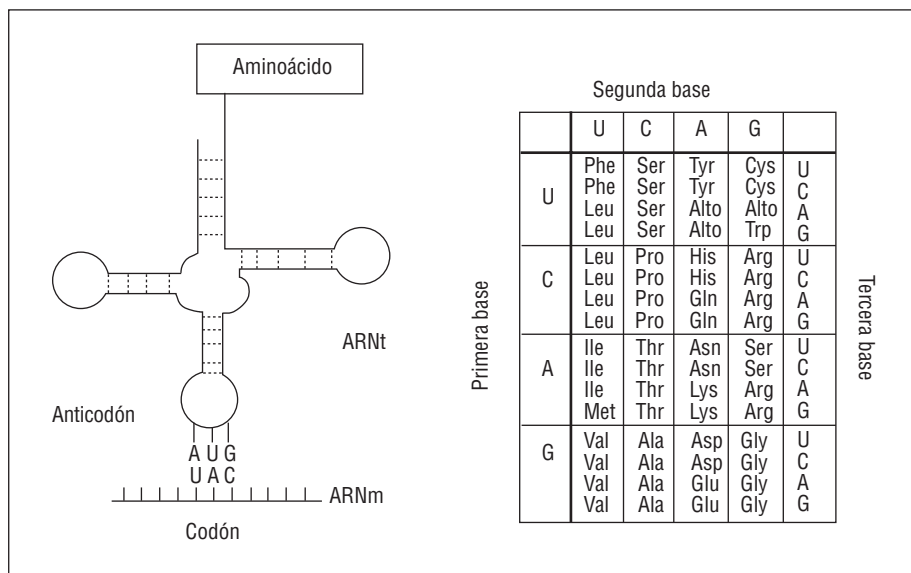 Aminoácido
ARNt
Anticodón
A U G
U A C
ARNm
Codón
Segunda base
Primera base
Tercera base
U C A G
U
Phe Ser Tyr Cys U
Phe Ser Tyr Cys C
Leu Ser Alto Alto A
Leu Ser Alto Trp G
C
Leu Pro His Arg U
Leu Pro His Arg C
Leu Pro Gln Arg A
Leu Pro Gln Arg G
A
Ile Thr Asn Ser U
Ile Thr Asn Ser C
Ile Thr Lys Arg A
Met Thr Lys Arg G
G
Val Ala Asp Gly U
Val Ala Asp Gly C
Val Ala Glu Gly A
Val Ala Glu Gly G